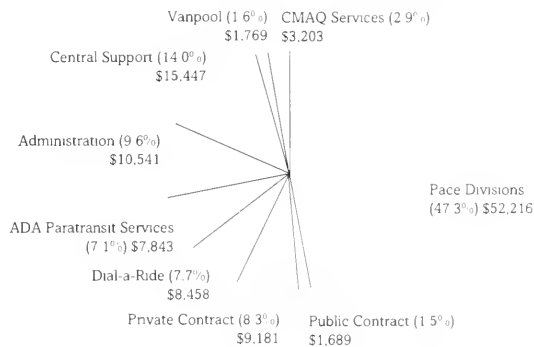 Vanpool (1 6%) CMAQ Services (2 9%)
$1,769 $3,203
Central Support (14 0%)
$15,447
Administration (9 6%)
$10,541
Pace Divisions
(47 3%) $52,216
ADA Paratransit Services
(7 1%) $7,843
Dial-a-Ride (7.7%)
$8,458
Private Contract (8 3%) Public Contract (1 5%)
$9,181 $1,689